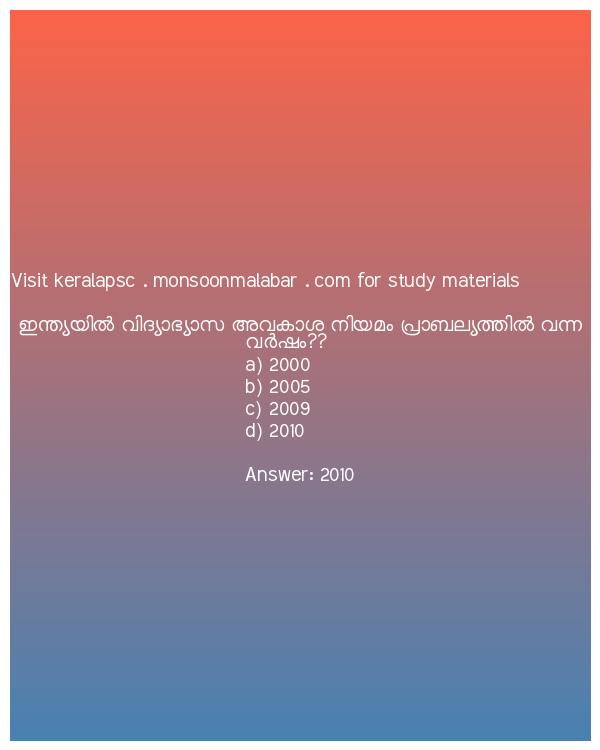 Visit keralapsc . monsoonmalabar . com for study materials
ഇന്ത്യയിൽ വിദ്യാഭ്യാസ അവകാശ നിയമം പ്രാബല്യത്തിൽ വന്ന
വർഷം??
a) 2000
b) 2005
c) 2009
d) 2010
Answer: 2010